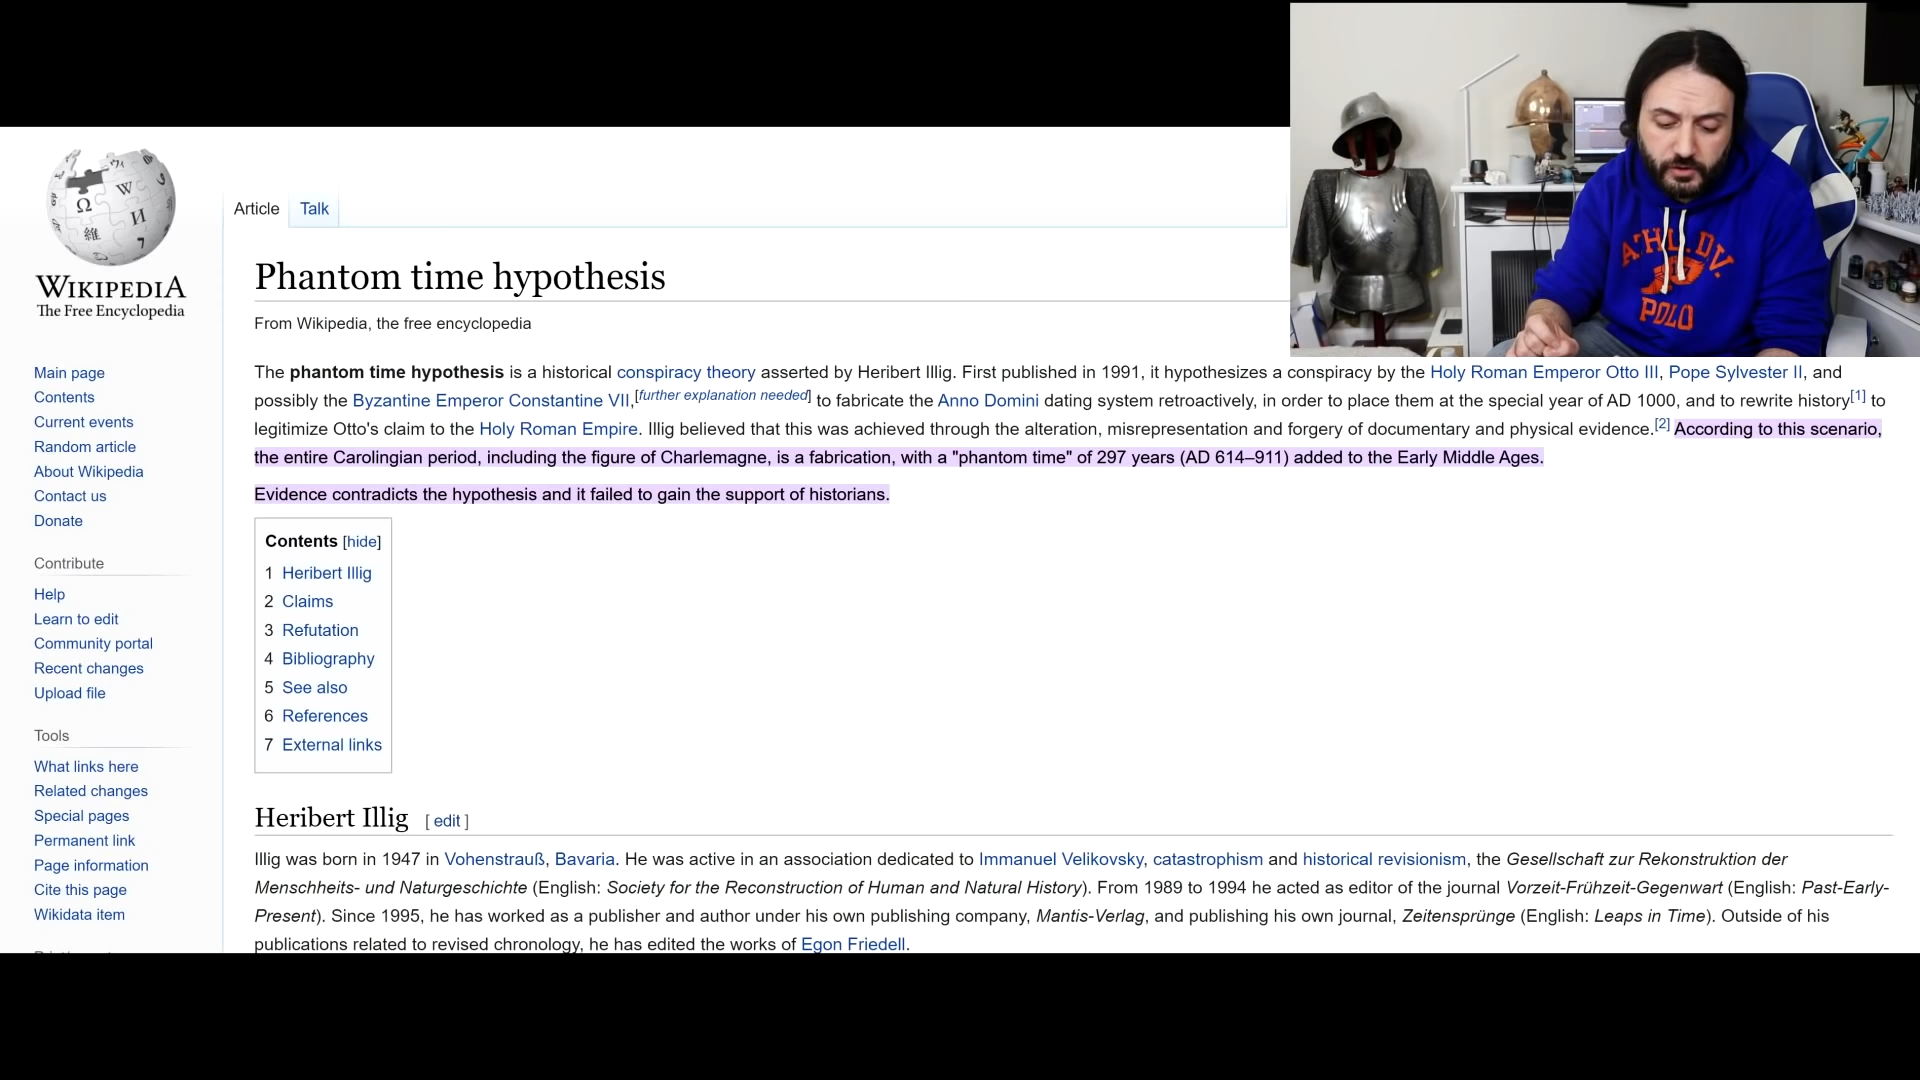 WIKIPEDIA
The Free Encyclopedia
Main page
Contents
Current events
Random article
About Wikipedia
Contact us
Donate
Contribute
Help
Learn to edit
Community portal
Recent changes
Upload file
Tools
What links here
Related changes
Special pages
Permanent link
Page information
Cite this page
Wikidata item
Article Talk
Phantom time hypothesis
From Wikipedia, the free encyclopedia
The phantom time hypothesis is a historical conspiracy theory asserted by Heribert Illig. First published in 1991, it hypothesizes a conspiracy by the Holy Roman Emperor Otto III, Pope Sylvester II, and
possibly the Byzantine Emperor Constantine VII,[further explanation needed] to fabricate the Anno Domini dating system retroactively, in order to place them at the special year of AD 1000, and to rewrite history[1] to
legitimize Otto's claim to the Holy Roman Empire. Illig believed that this was achieved through the alteration, misrepresentation and forgery of documentary and physical evidence.[2] According to this scenario,
the entire Carolingian period, including the figure of Charlemagne, is a fabrication, with a "phantom time" of 297 years (AD 614–911) added to the Early Middle Ages.
Evidence contradicts the hypothesis and it failed to gain the support of historians.
Contents [hide]
1 Heribert Illig
2 Claims
3 Refutation
4 Bibliography
5 See also
6 References
7 External links
Heribert Illig [ edit ]
Illig was born in 1947 in Vohenstrauß, Bavaria. He was active in an association dedicated to Immanuel Velikovsky, catastrophism and historical revisionism, the Gesellschaft zur Rekonstruktion der
Menschheits- und Naturgeschichte (English: Society for the Reconstruction of Human and Natural History). From 1989 to 1994 he acted as editor of the journal Vorzeit-Frühzeit-Gegenwart (English: Past-Early-
Present). Since 1995, he has worked as a publisher and author under his own publishing company, Mantis-Verlag, and publishing his own journal, Zeitensprünge (English: Leaps in Time). Outside of his
publications related to revised chronology, he has edited the works of Egon Friedell.
ATHL. DV.
POLO